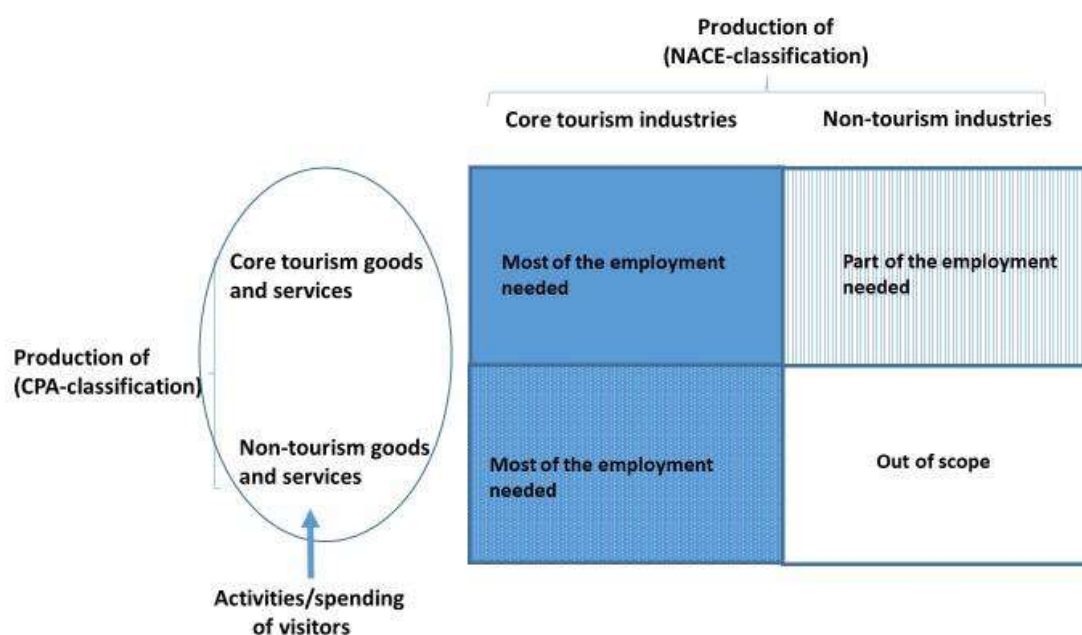 Production of
(NACE-classification)
Core tourism industries
Non-tourism industries
Core tourism goods
and services
Most of the employment
needed
Part of the employment
needed
Production of
(CPA-classification)
Non-tourism goods
and services
Most of the employment
needed
Out of scope
Activities/spending
of visitors